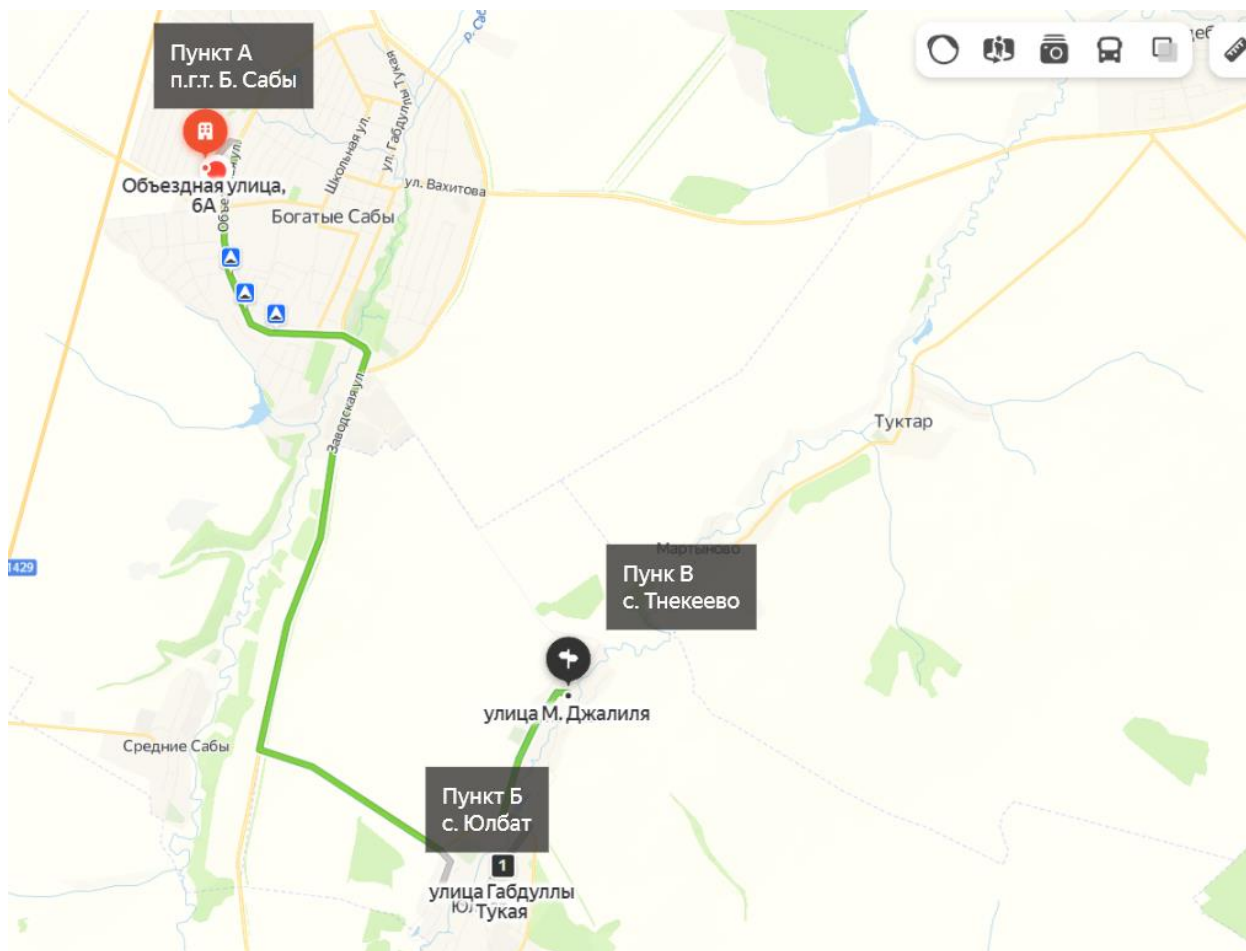 р. Саб
Пункт А
п.г.т. Б. Сабы
Школьная ул.
ул. Габдуллы Тукая
ул. Вахитова
Объездная улица,
6А
Богатые Сабы
Заводская ул.
Туктар
1429
Мартыново
Пунк В
с. Тнекеево
улица М. Джалиля
Средние Сабы
Пункт Б
с. Юлбат
1
улица Габдуллы
Тукая